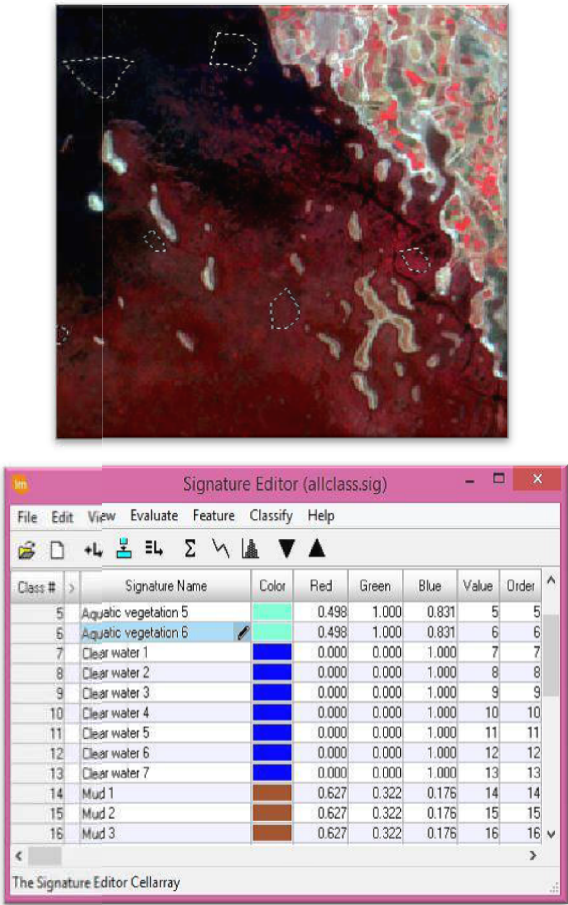 lm
Signature Editor (allclass.sig)
File Edit View Evaluate Feature Classify Help
Class # > Signature Name Color Red Green Blue Value Order
5 Aquatic vegetation 5 0.498 1.000 0.831 5 5
6 Aquatic vegetation 6 0.498 1.000 0.831 6 6
7 Clear water 1 0.000 0.000 1.000 7 7
8 Clear water 2 0.000 0.000 1.000 8 8
9 Clear water 3 0.000 0.000 1.000 9 9
10 Clear water 4 0.000 0.000 1.000 10 10
11 Clear water 5 0.000 0.000 1.000 11 11
12 Clear water 6 0.000 0.000 1.000 12 12
13 Clear water 7 0.000 0.000 1.000 13 13
14 Mud 1 0.627 0.322 0.176 14 14
15 Mud 2 0.627 0.322 0.176 15 15
16 Mud 3 0.627 0.322 0.176 16 16
The Signature Editor Cellarray